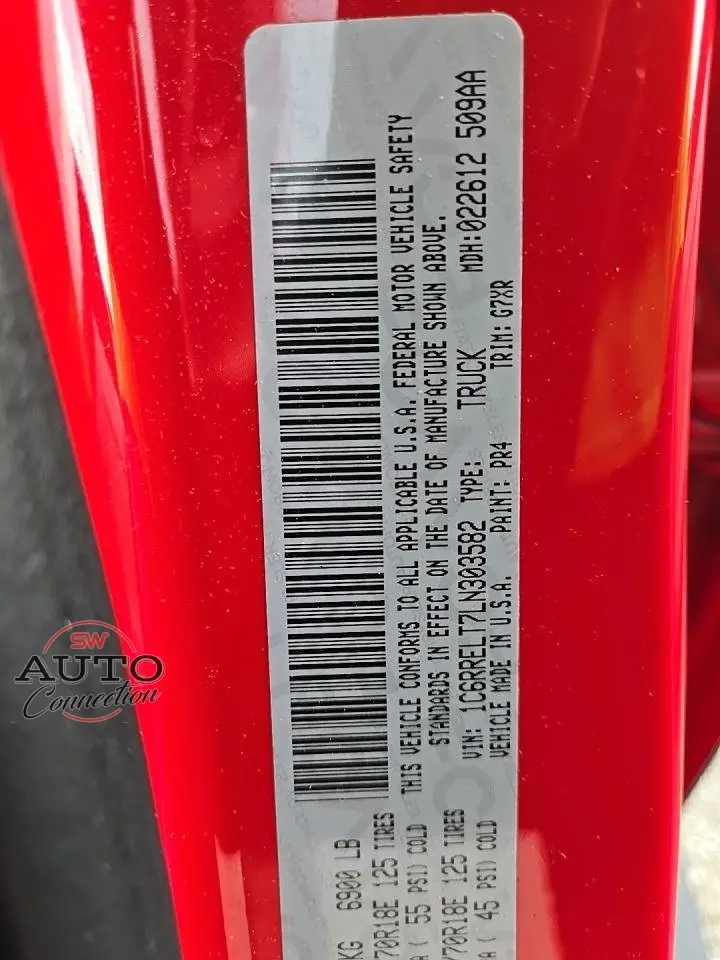 KG 6900 LB
70R18E 125 TIRES
A ( 55 PSI) COLD
/70R18E 125 TIRES
A ( 45 PSI) COLD
THIS VEHICLE CONFORMS TO ALL APPLICABLE U.S.A. FEDERAL MOTOR VEHICLE SAFETY
STANDARDS IN EFFECT ON THE DATE OF MANUFACTURE SHOWN ABOVE.
VIN: 1C6RRELT7LN303582 TYPE: TRUCK MDH:022612 509AA
VEHICLE MADE IN U.S.A. PAINT: PR4 TRIM: G7XR
SW
AUTO
Connection